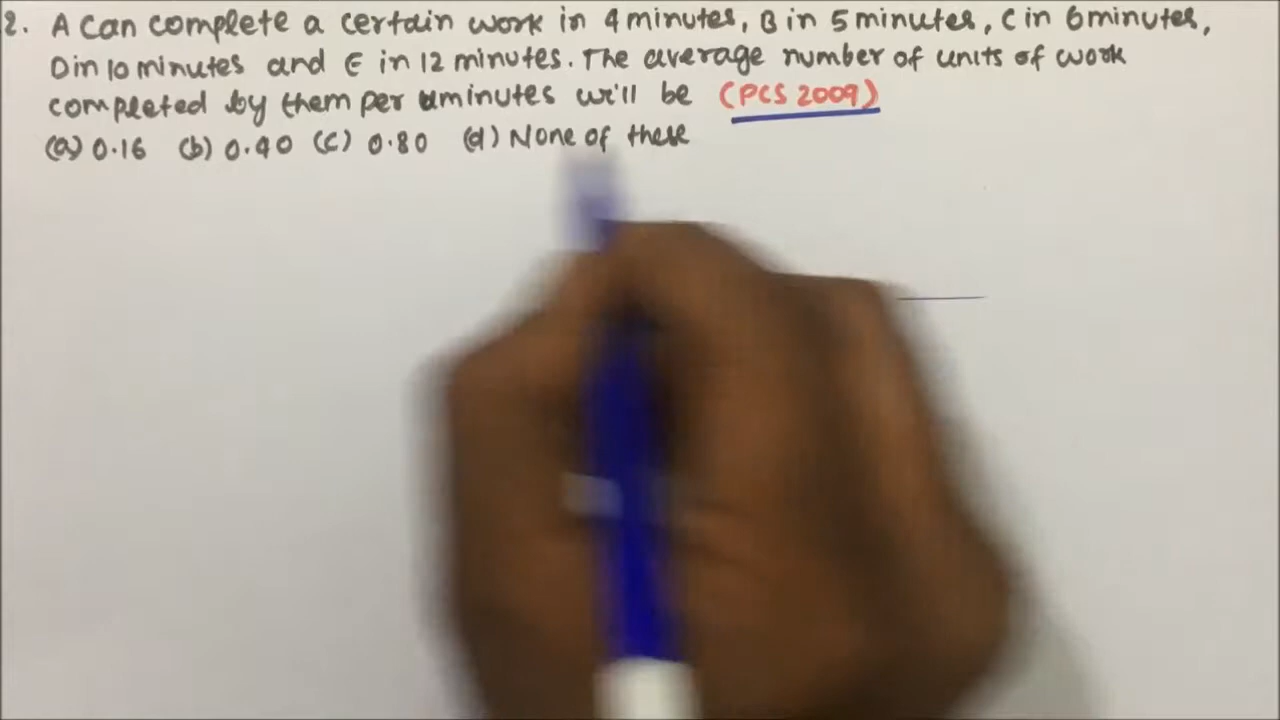 2. A can complete a certain work in 4 minutes, B in 5 minutes, C in 6 minutes,
D in 10 minutes and E in 12 minutes. The average number of units of work
completed by them per minutes will be (PCS 2009)
(a) 0.16 (b) 0.40 (c) 0.80 (d) None of these